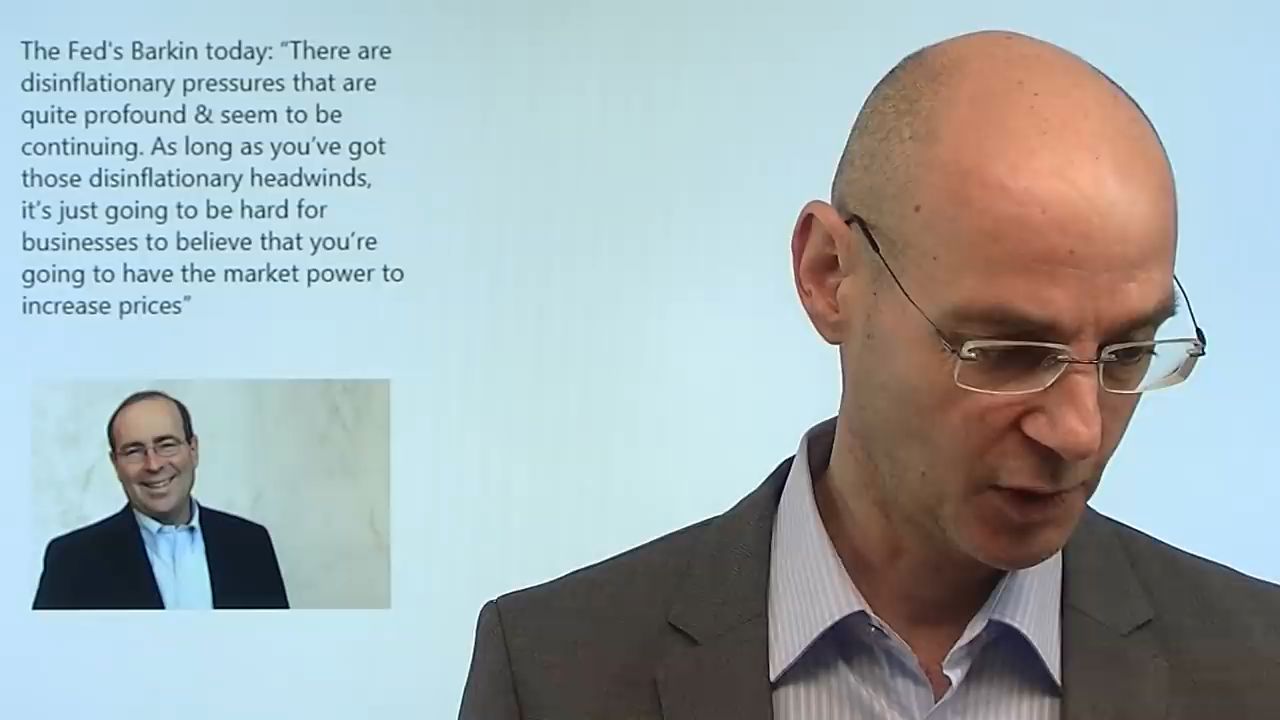 The Fed's Barkin today: “There are
disinflationary pressures that are
quite profound & seem to be
continuing. As long as you’ve got
those disinflationary headwinds,
it’s just going to be hard for
businesses to believe that you’re
going to have the market power to
increase prices”